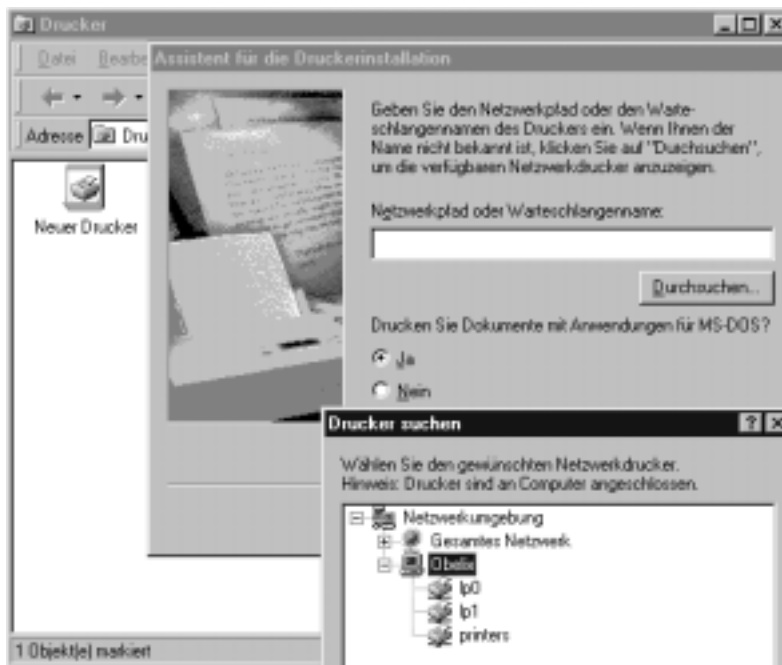 Drucker
Datei Bearbe
Assistent für die Druckerinstallation
Adresse Dru
Neuer Drucker
Geben Sie den Netzwerkpfad oder den Warte-
schlangennamen des Druckers ein. Wenn Ihnen der
Name nicht bekannt ist, klicken Sie auf "Durchsuchen",
um die verfügbaren Netzwerkdrucker anzuzeigen.
Netzwerkpfad oder Warteschlangenname:
Durchsuchen...
Drucken Sie Dokumente mit Anwendungen für MS-DOS?
Ja
Nein
Drucker suchen
Wählen Sie den gewünschten Netzwerkdrucker.
Hinweis: Drucker sind an Computer angeschlossen.
Netzwerkumgebung
Gesamtes Netzwerk
Obelix
lp0
lp1
printers
1 Objekt(e) markiert